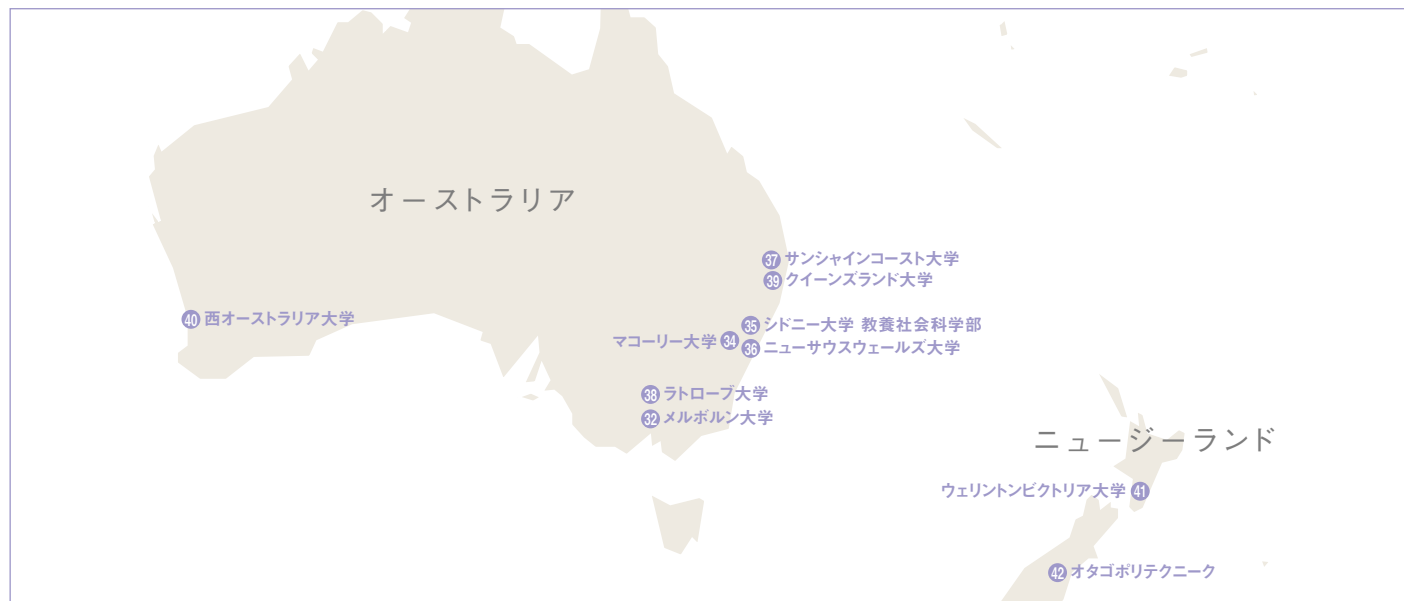 オーストラリア
㊲ サンシャインコースト大学
㊴ クイーンズランド大学
㊵ 西オーストラリア大学
㉟ シドニー大学 教養社会科学部
マコーリー大学 ㉞
㊱ ニューサウスウェールズ大学
㊳ ラトローブ大学
㉜ メルボルン大学
ニュージーランド
ウェリントンビクトリア大学 ㊶
㊷ オタゴポリテクニーク